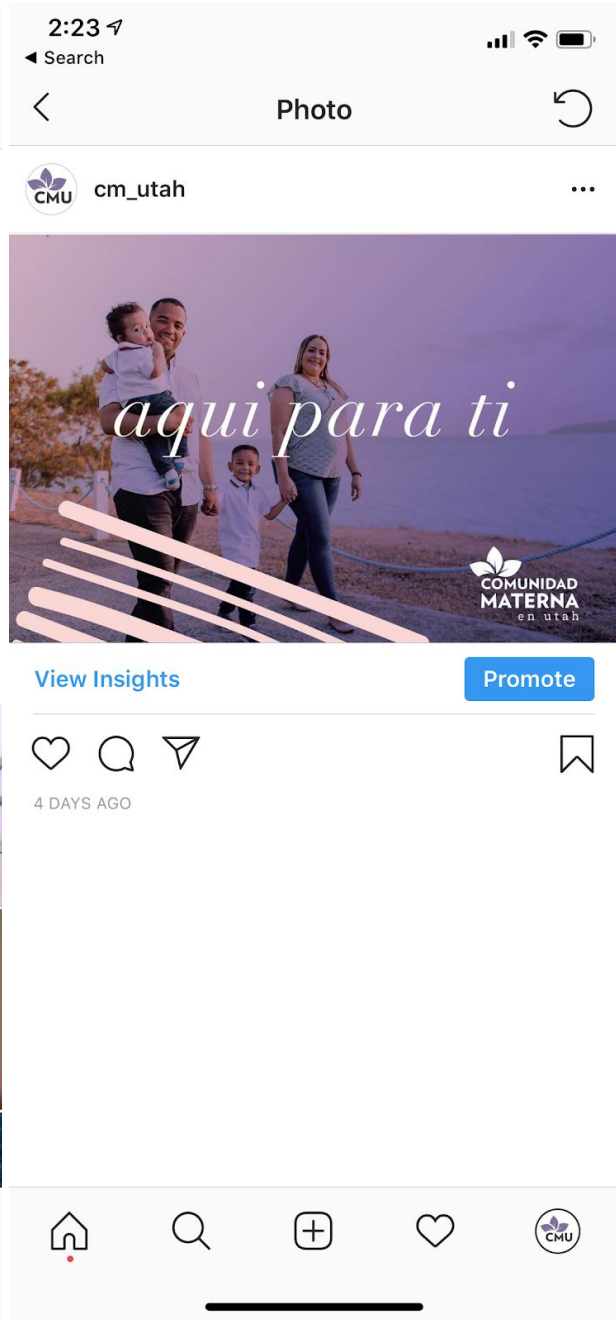 2:23
Search
Photo
CMU
cm_utah
aqui para ti
COMUNIDAD
MATERNA
en utah
View Insights
Promote
4 DAYS AGO
CMU